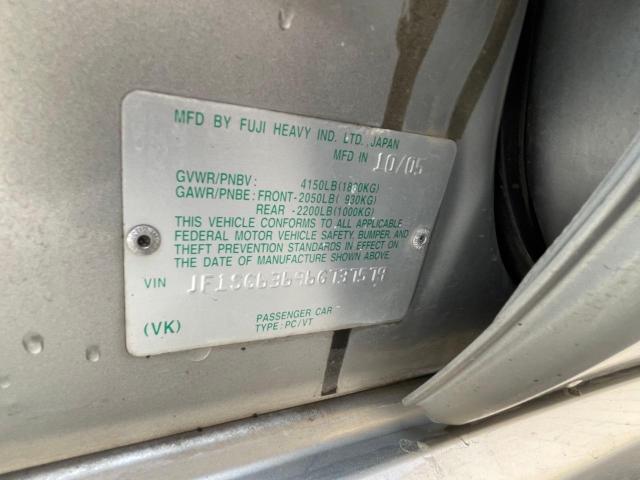 MFD BY FUJI HEAVY IND. LTD., JAPAN
MFD IN 10/05
GVWR/PNBV: 4150LB(1880KG)
GAWR/PNBE: FRONT-2050LB( 930KG)
REAR -2200LB(1000KG)
THIS VEHICLE CONFORMS TO ALL APPLICABLE
FEDERAL MOTOR VEHICLE SAFETY, BUMPER, AND
THEFT PREVENTION STANDARDS IN EFFECT ON
THE DATE OF MANUFACTURE SHOWN ABOVE.
VIN JF1SG63696G737579
PASSENGER CAR
(VK) TYPE: PC/VT